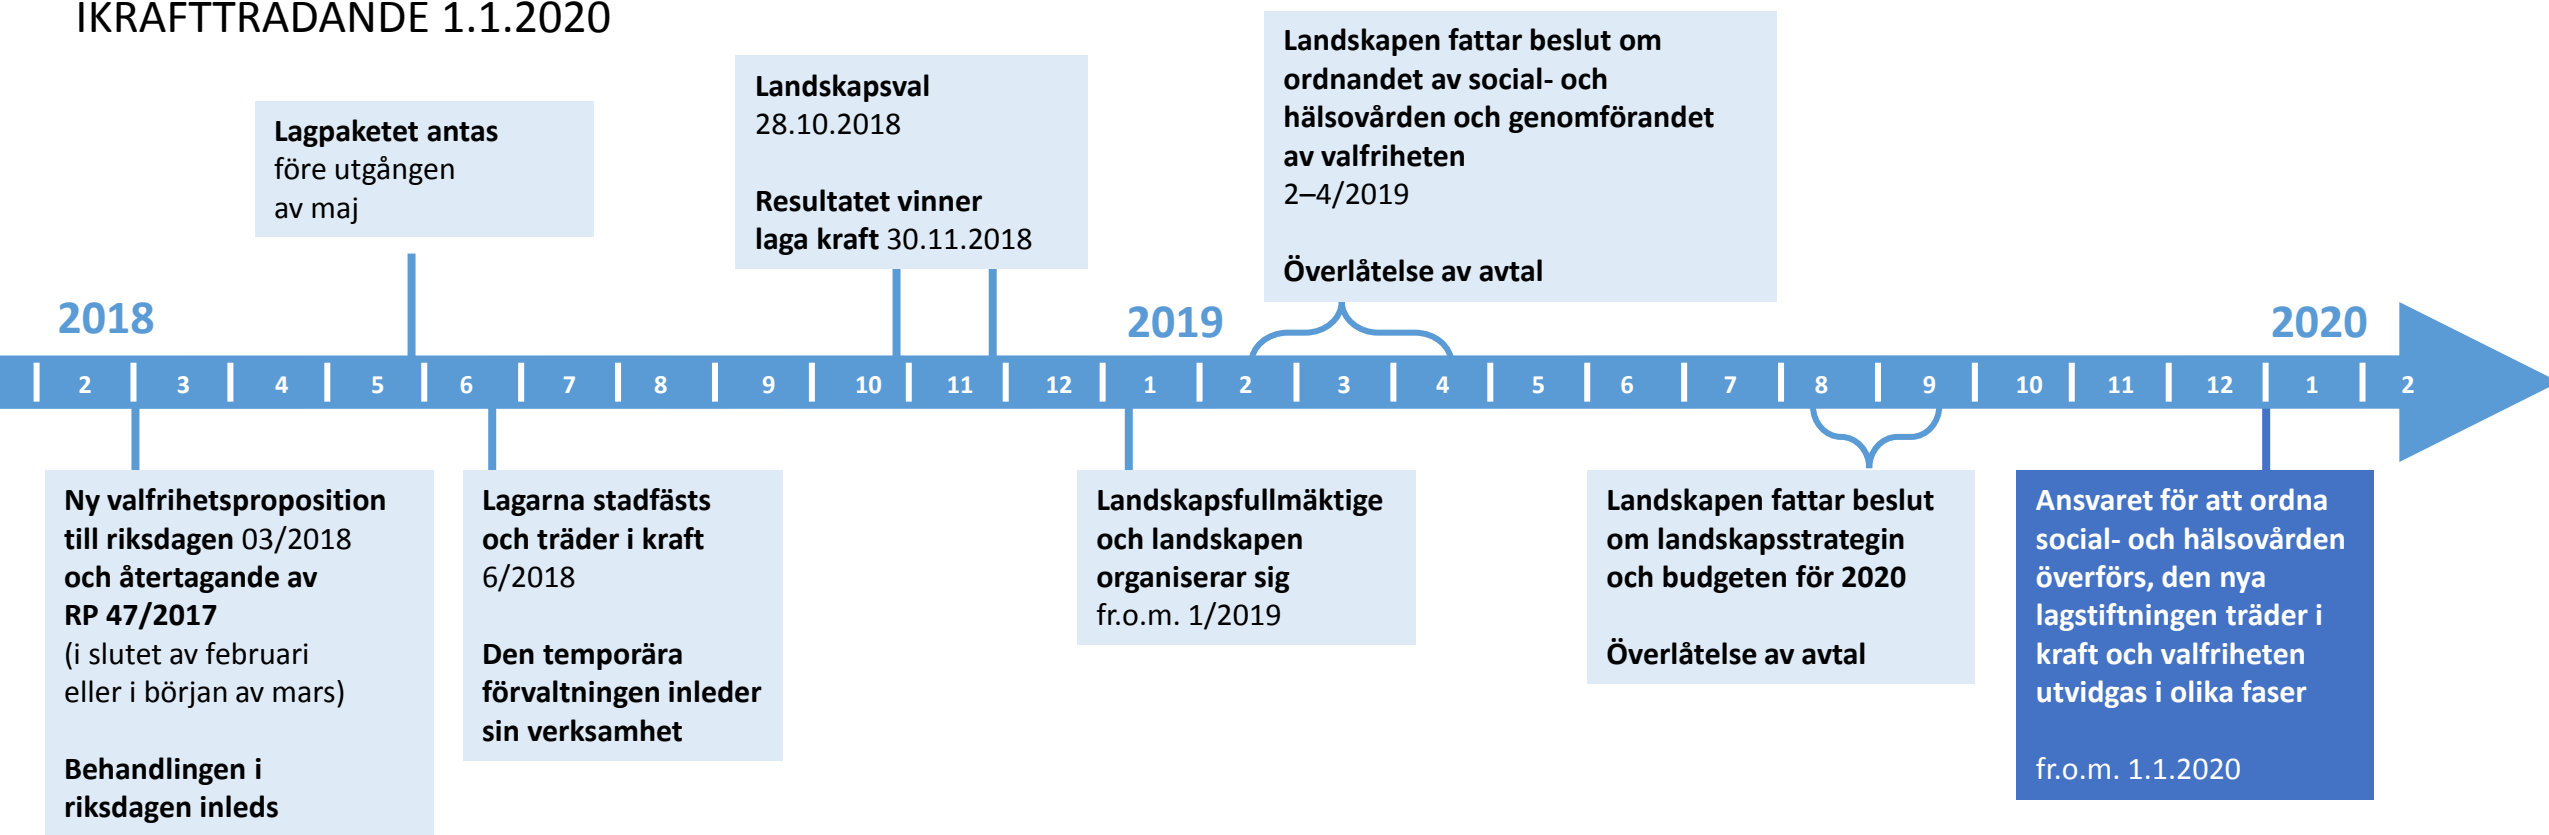 IKRAFTTRÄDANDE 1.1.2020
Lagpaketet antas
före utgången
av maj
Landskapsval
28.10.2018
Resultatet vinner
laga kraft 30.11.2018
Landskapen fattar beslut om
ordnandet av social- och
hälsovården och genomförandet
av valfriheten
2–4/2019
Överlåtelse av avtal
2018
2019
2020
2 3 4 5 6 7 8 9 10 11 12 1 2 3 4 5 6 7 8 9 10 11 12 1 2
Ny valfrihetsproposition
till riksdagen 03/2018
och återtagande av
RP 47/2017
(i slutet av februari
eller i början av mars)
Behandlingen i
riksdagen inleds
Lagarna stadfästs
och träder i kraft
6/2018
Den temporära
förvaltningen inleder
sin verksamhet
Landskapsfullmäktige
och landskapen
organiserar sig
fr.o.m. 1/2019
Landskapen fattar beslut
om landskapsstrategin
och budgeten för 2020
Överlåtelse av avtal
Ansvaret för att ordna
social- och hälsovården
överförs, den nya
lagstiftningen träder i
kraft och valfriheten
utvidgas i olika faser
fr.o.m. 1.1.2020